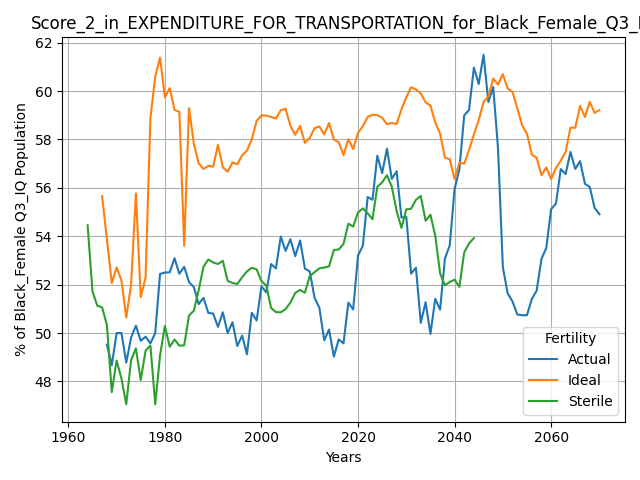 Score_2_in_EXPENDITURE_FOR_TRANSPORTATION_for_Black_Female_Q3_
% of Black_Female Q3_IQ Population
62
60
58
56
54
52
50
48
1960
1980
2000
2020
2040
2060
Years
Fertility
Actual
Ideal
Sterile